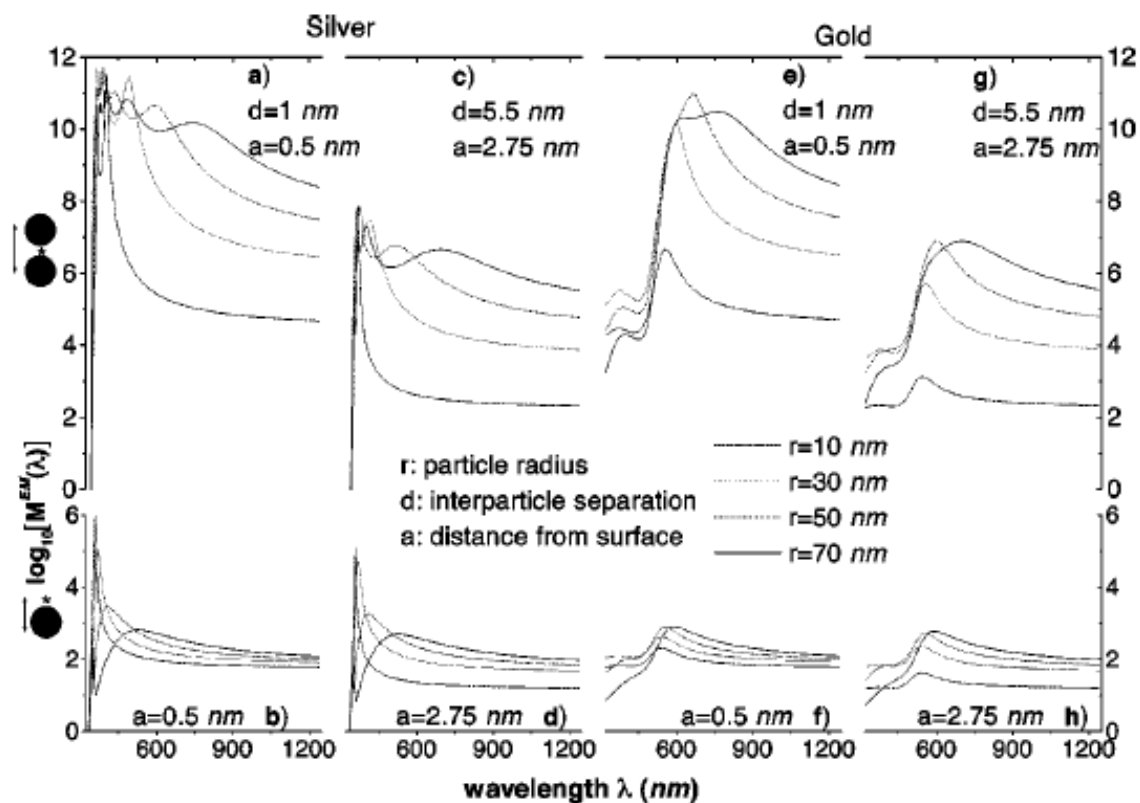 Silver
Gold
a)
d=1 nm
a=0.5 nm
c)
d=5.5 nm
a=2.75 nm
e)
d=1 nm
a=0.5 nm
g)
d=5.5 nm
a=2.75 nm
12
10
8
6
4
2
0
12
10
8
6
4
2
0
r: particle radius
d: interparticle separation
a: distance from surface
r=10 nm
r=30 nm
r=50 nm
r=70 nm
log₁₀[Mᴱᴹ(λ)]
6
4
2
0
6
4
2
0
*
*
a=0.5 nm b)
a=2.75 nm d)
a=0.5 nm f)
a=2.75 nm h)
600 900 1200 600 900 1200 600 900 1200 600 900 1200
wavelength λ (nm)